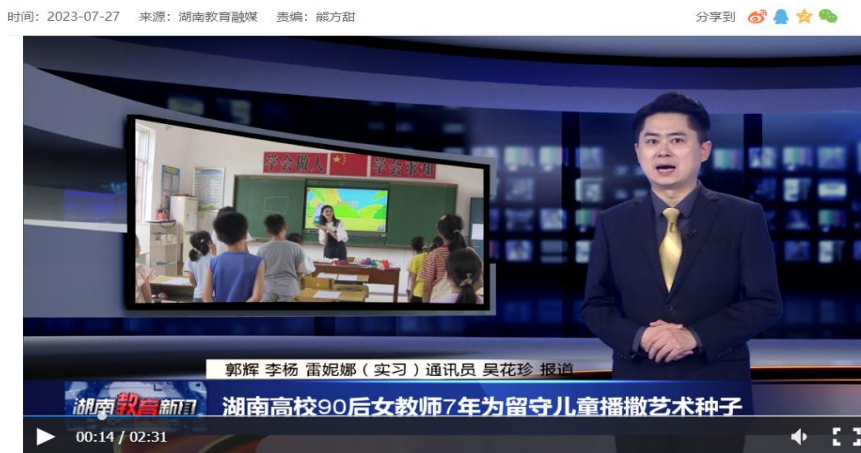 时间：2023-07-27 来源：湖南教育融媒 责编：熊方甜
分享到
学会做人 学会求知
郭辉 李杨 雷妮娜（实习）通讯员 吴花珍 报道
湖南教育新闻 湖南高校90后女教师7年为留守儿童播撒艺术种子
00:14 / 02:31